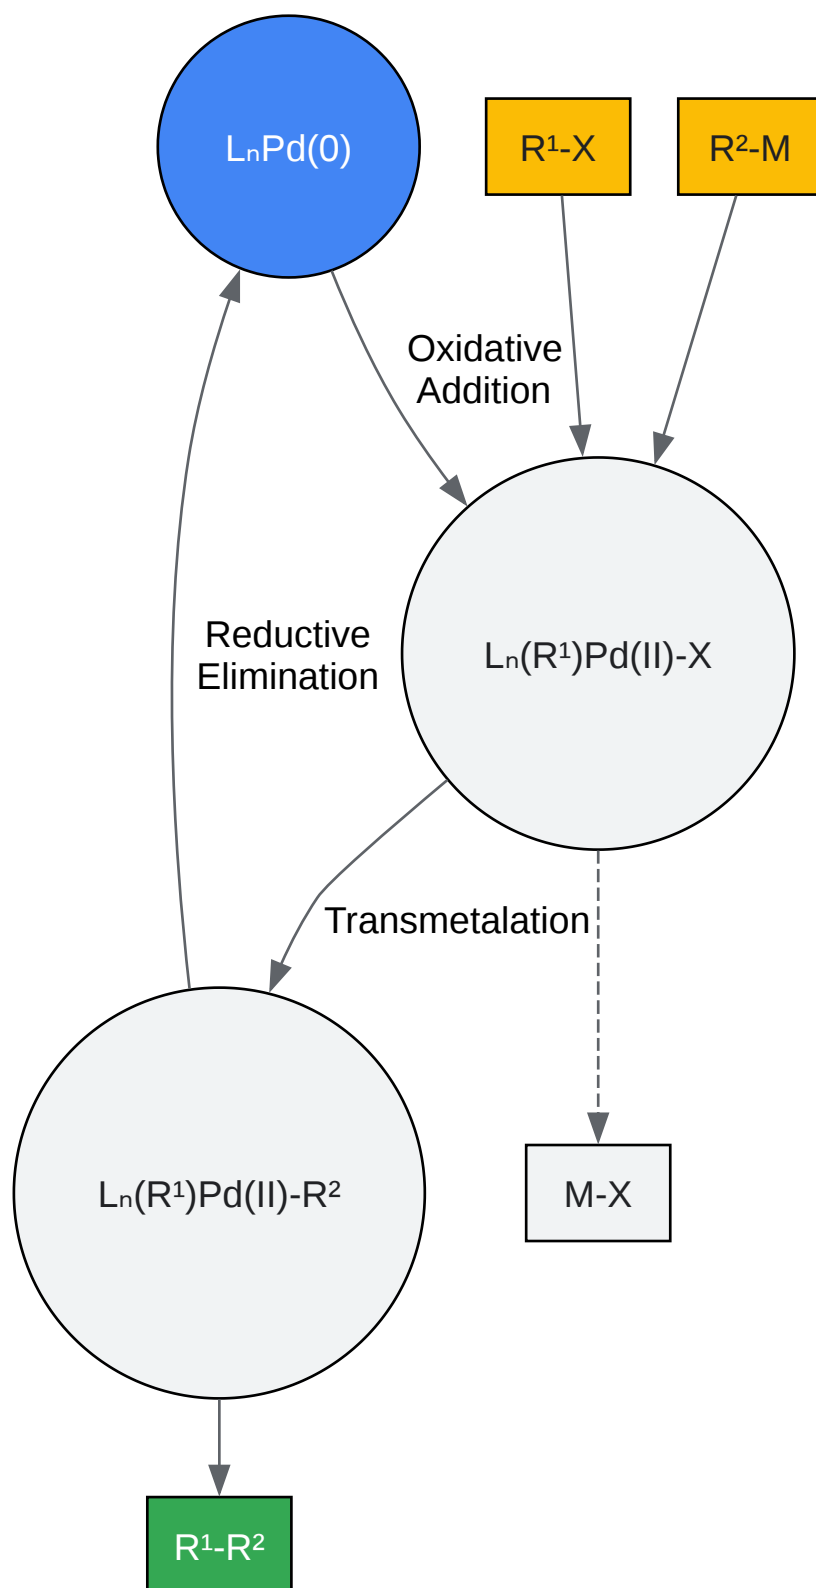 LₙPd(0)
R¹-X
R²-M
Oxidative
Addition
Reductive
Elimination
Lₙ(R¹)Pd(II)-X
Transmetalation
Lₙ(R¹)Pd(II)-R²
M-X
R¹-R²